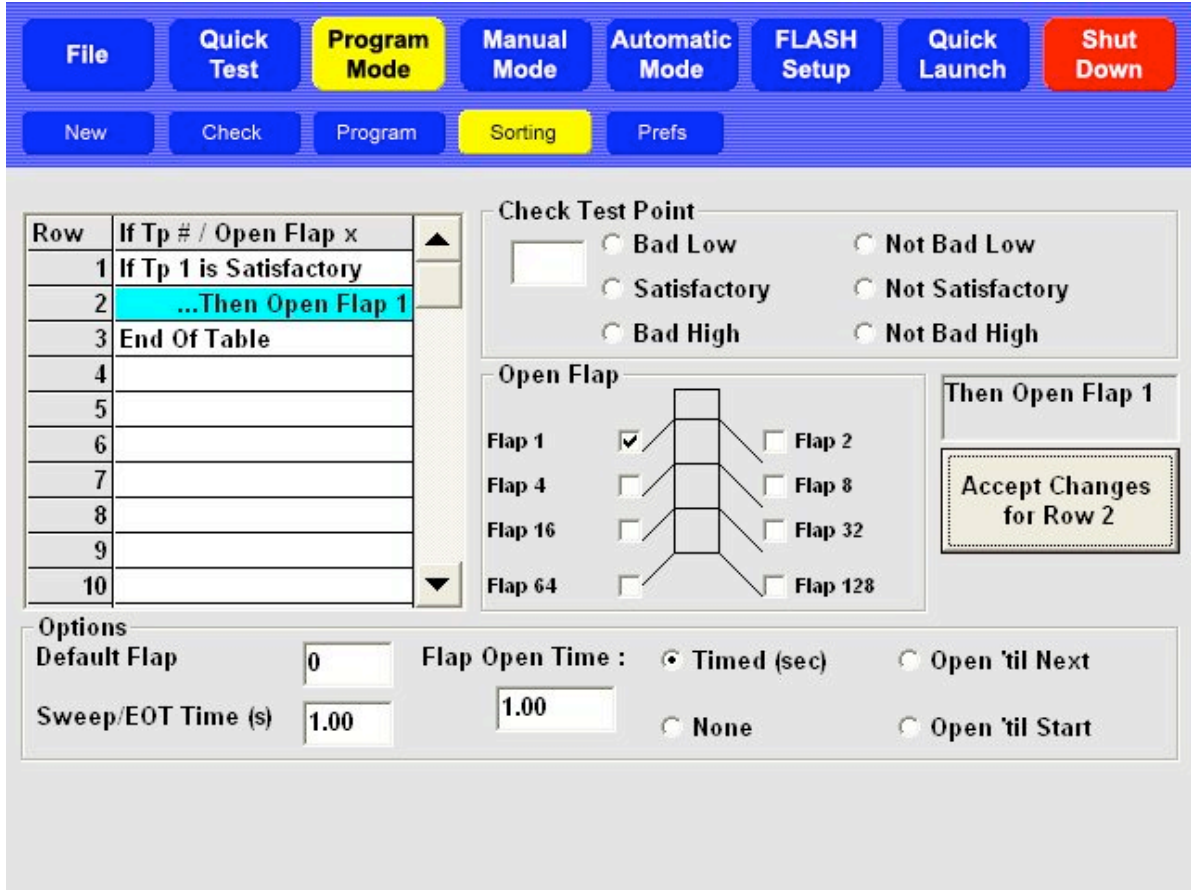 File
Quick Test
Program Mode
Manual Mode
Automatic Mode
FLASH Setup
Quick Launch
Shut Down
New
Check
Program
Sorting
Prefs
Row If Tp # / Open Flap x
1 If Tp 1 is Satisfactory
2 ...Then Open Flap 1
3 End Of Table
4
5
6
7
8
9
10
Check Test Point
Bad Low
Not Bad Low
Satisfactory
Not Satisfactory
Bad High
Not Bad High
Open Flap
Flap 1
Flap 2
Flap 4
Flap 8
Flap 16
Flap 32
Flap 64
Flap 128
Then Open Flap 1
Accept Changes
for Row 2
Options
Default Flap 0
Sweep/EOT Time (s) 1.00
Flap Open Time :
1.00
Timed (sec)
Open 'til Next
None
Open 'til Start